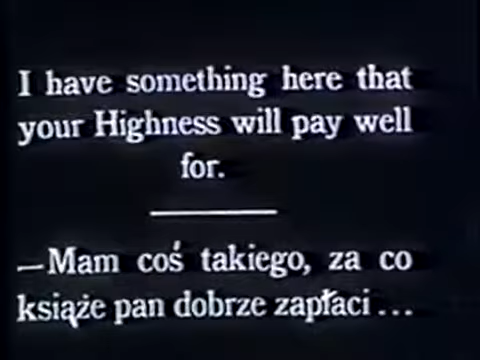 I have something here that
your Highness will pay well
for.
—Mam coś takiego, za co
książe pan dobrze zapłaci...